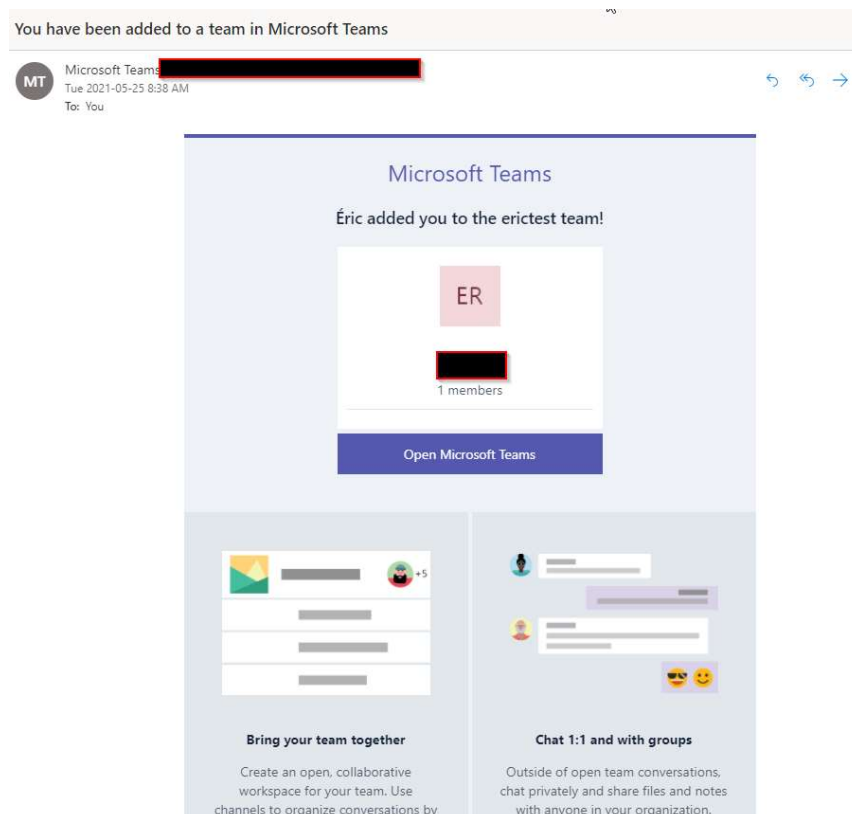 You have been added to a team in Microsoft Teams
MT
Microsoft Teams
Tue 2021-05-25 8:38 AM
To: You
Microsoft Teams
Éric added you to the erictest team!
ER
1 members
Open Microsoft Teams
+5
Bring your team together
Create an open, collaborative
workspace for your team. Use
channels to organize conversations by
Chat 1:1 and with groups
Outside of open team conversations,
chat privately and share files and notes
with anyone in your organization.